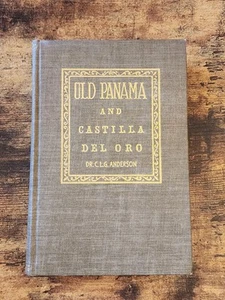 OLD PANAMA
AND
CASTILLA
DEL ORO
DR. C.L.G. ANDERSON